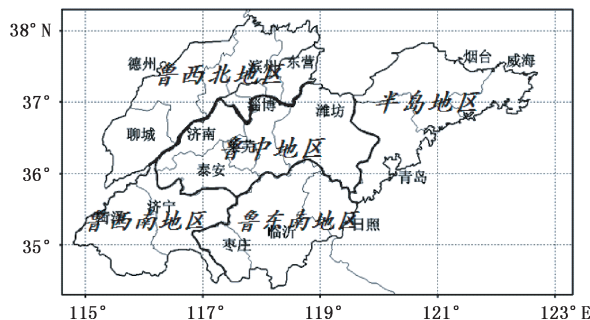 38° N
37°
36°
35°
德州
滨州
东营
烟台
威海
鲁西北地区
淄博
潍坊
半岛地区
聊城
济南
莱芜
鲁中地区
泰安
青岛
菏泽
济宁
鲁西南地区
鲁东南地区
日照
临沂
枣庄
115°
117°
119°
121°
123° E